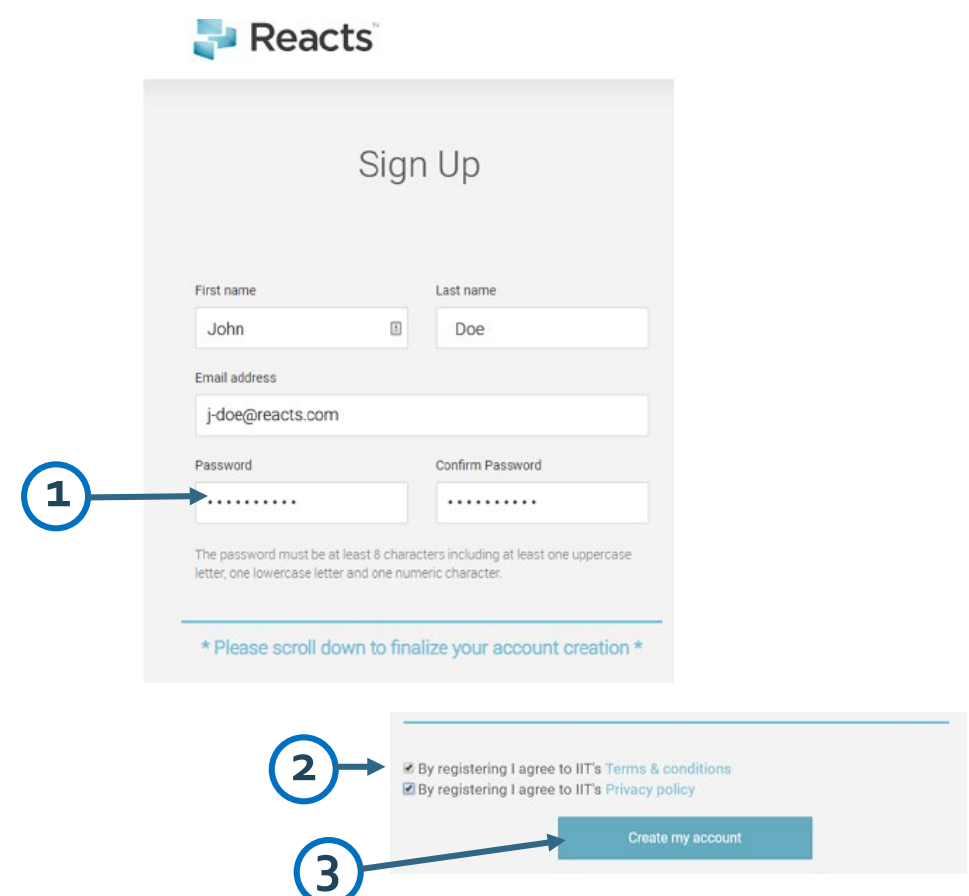 Reacts™
Sign Up
First name
Last name
John
Doe
Email address
j-doe@reacts.com
Password
Confirm Password
1
••••••••••
••••••••••
The password must be at least 8 characters including at least one uppercase
letter, one lowercase letter and one numeric character.
* Please scroll down to finalize your account creation *
2
By registering I agree to IIT's Terms & conditions
By registering I agree to IIT's Privacy policy
Create my account
3